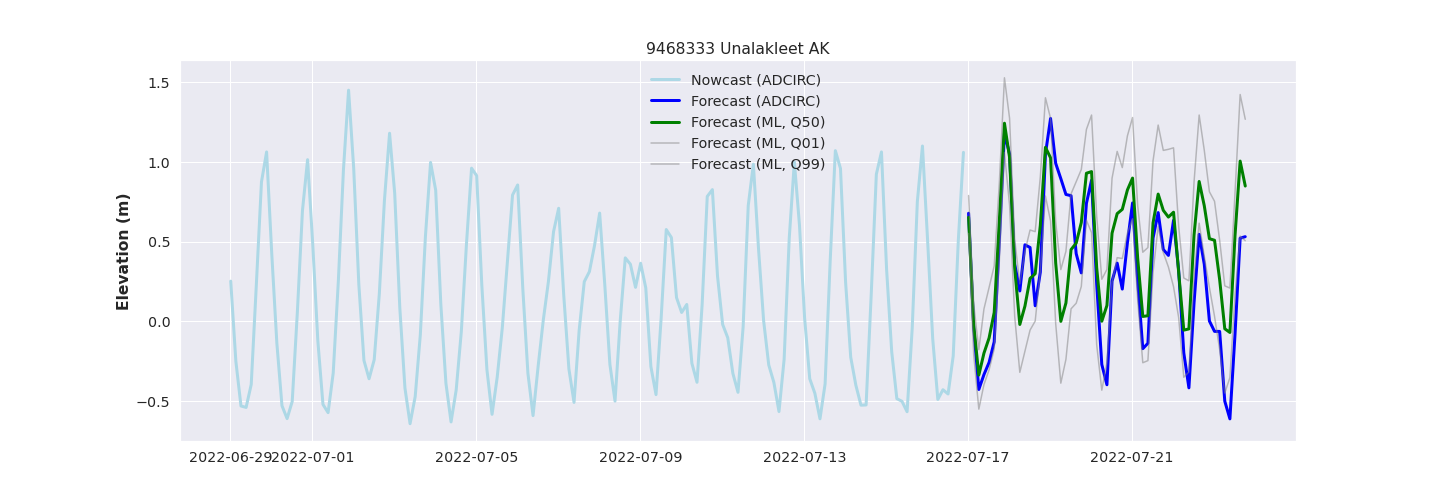 9468333 Unalakleet AK
Nowcast (ADCIRC)
Forecast (ADCIRC)
Forecast (ML, Q50)
Forecast (ML, Q01)
Forecast (ML, Q99)
Elevation (m)
1.5
1.0
0.5
0.0
−0.5
2022-06-29 2022-07-01 2022-07-05 2022-07-09 2022-07-13 2022-07-17 2022-07-21